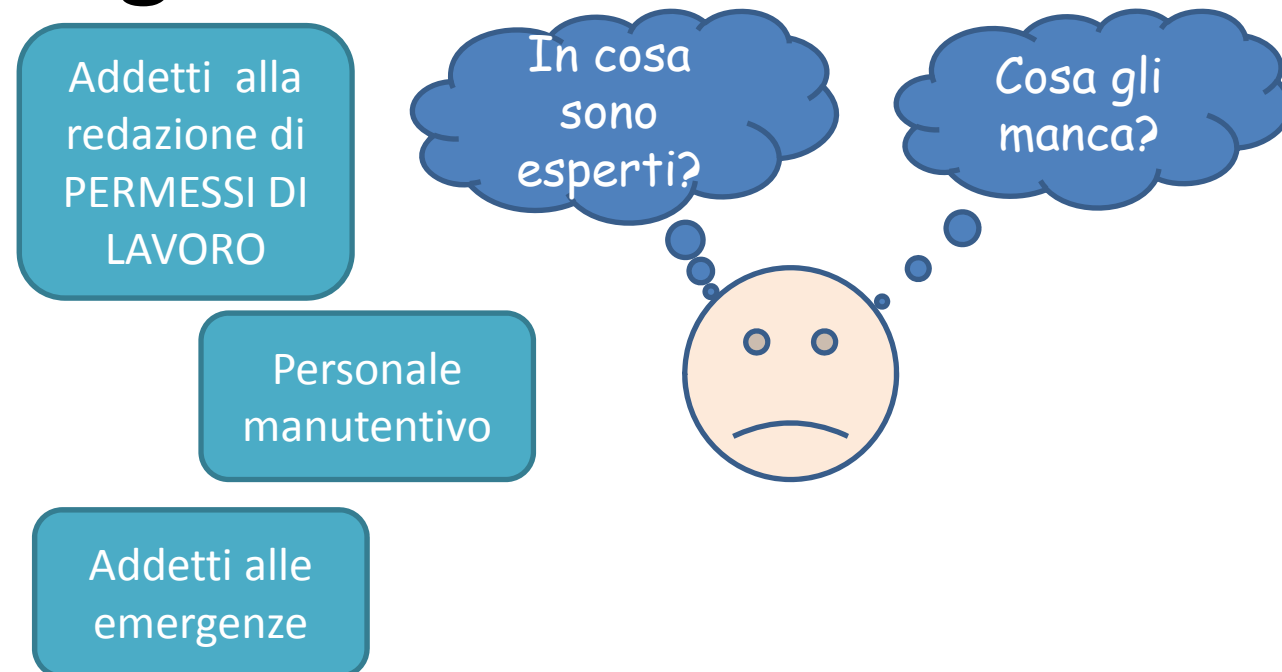 Addetti alla
redazione di
PERMESSI DI
LAVORO
In cosa
sono
esperti?
Cosa gli
manca?
Personale
manutentivo
Addetti alle
emergenze